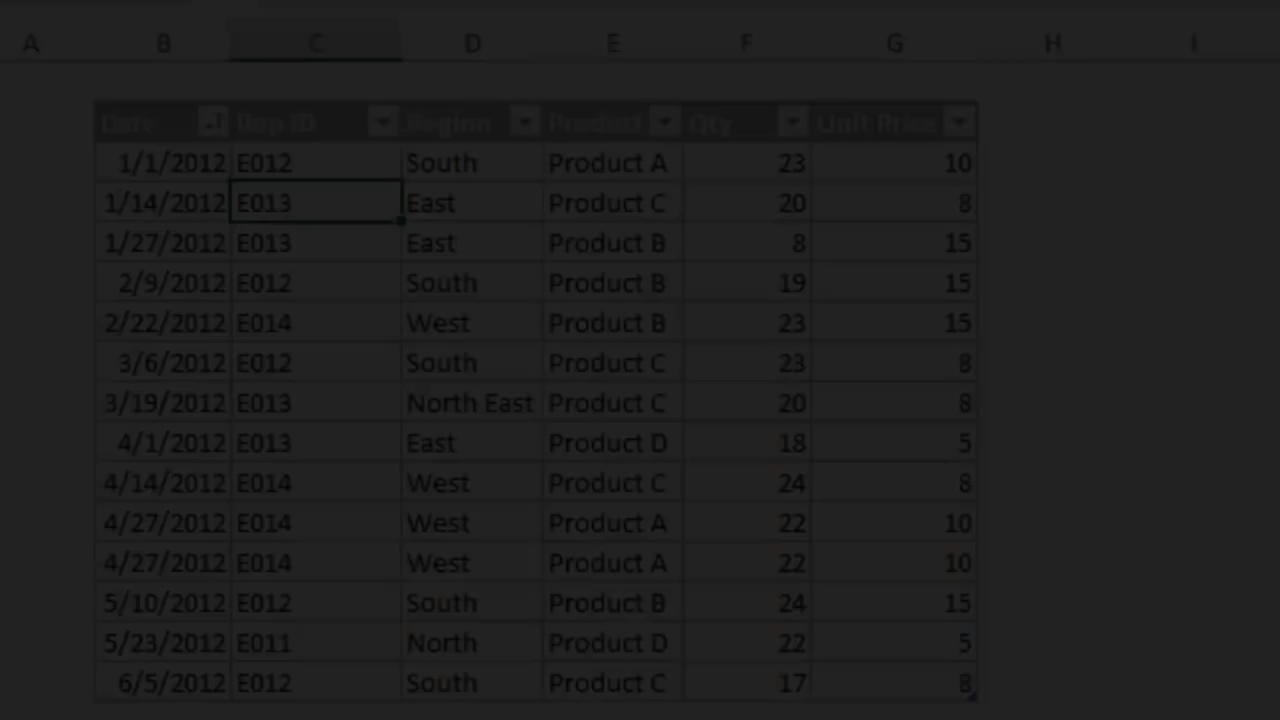 A B C D E F G H I
Date Rep ID Region Product Qty Unit Price
1/1/2012 E012 South Product A 23 10
1/14/2012 E013 East Product C 20 8
1/27/2012 E013 East Product B 8 15
2/9/2012 E012 South Product B 19 15
2/22/2012 E014 West Product B 23 15
3/6/2012 E012 South Product C 23 8
3/19/2012 E013 North East Product C 20 8
4/1/2012 E013 East Product D 18 5
4/14/2012 E014 West Product C 24 8
4/27/2012 E014 West Product A 22 10
4/27/2012 E014 West Product A 22 10
5/10/2012 E012 South Product B 24 15
5/23/2012 E011 North Product D 22 5
6/5/2012 E012 South Product C 17 8